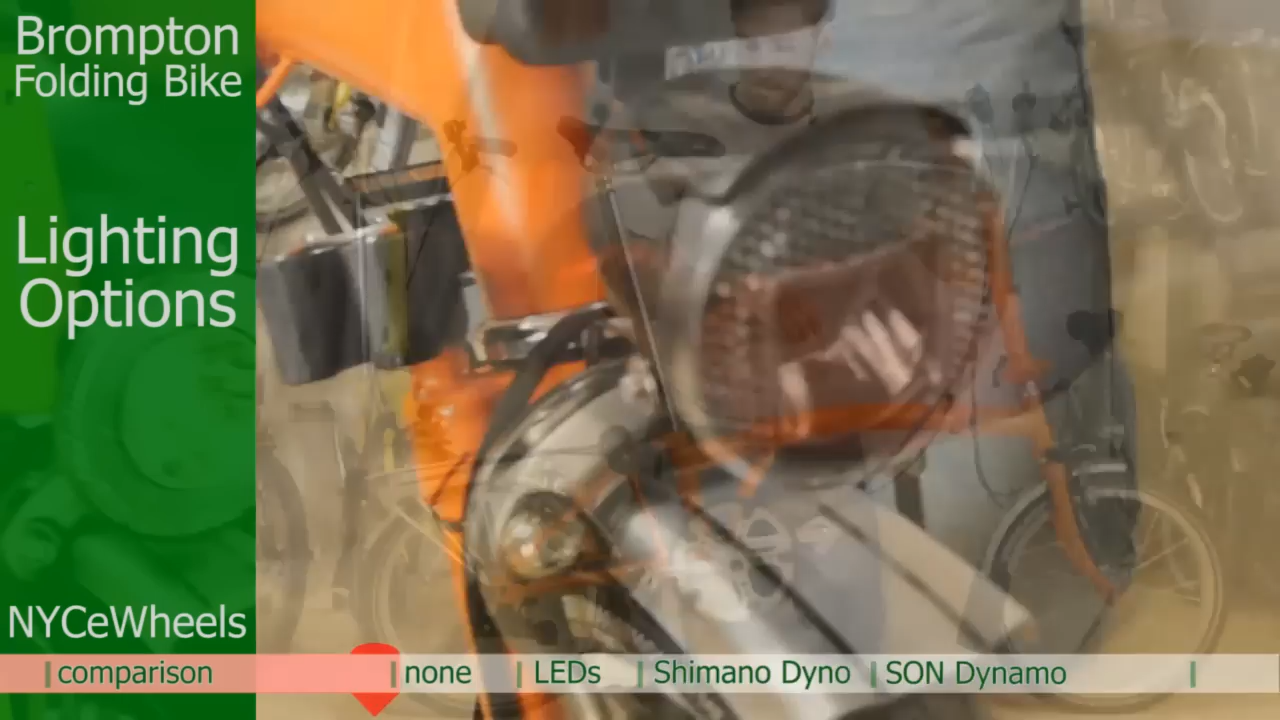 Brompton
Folding Bike
Lighting
Options
NYCeWheels
comparison
none
LEDs
Shimano Dyno
SON Dynamo